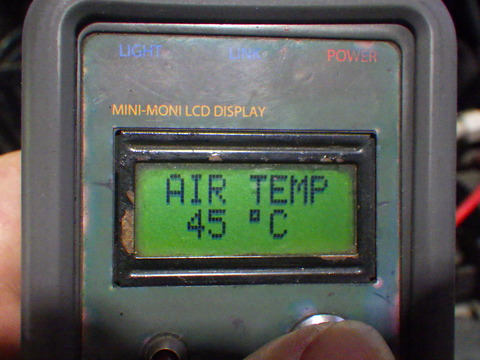 LIGHT LINK POWER
MINI-MONI LCD DISPLAY
AIR TEMP
45 °C